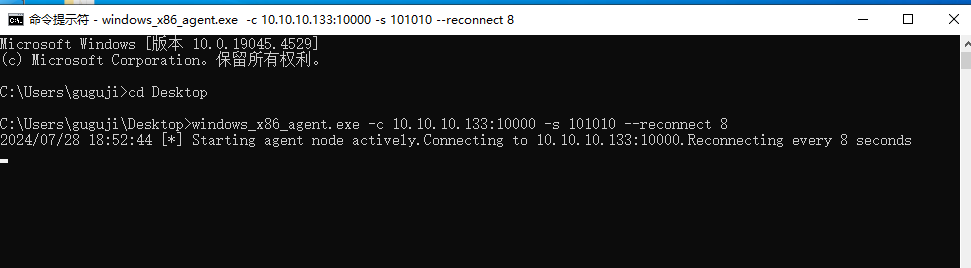 命令提示符 - windows_x86_agent.exe -c 10.10.10.133:10000 -s 101010 --reconnect 8
Microsoft Windows [版本 10.0.19045.4529]
(c) Microsoft Corporation。保留所有权利。
C:\Users\guguji>cd Desktop
C:\Users\guguji\Desktop>windows_x86_agent.exe -c 10.10.10.133:10000 -s 101010 --reconnect 8
2024/07/28 18:52:44 [*] Starting agent node actively.Connecting to 10.10.10.133:10000.Reconnecting every 8 seconds